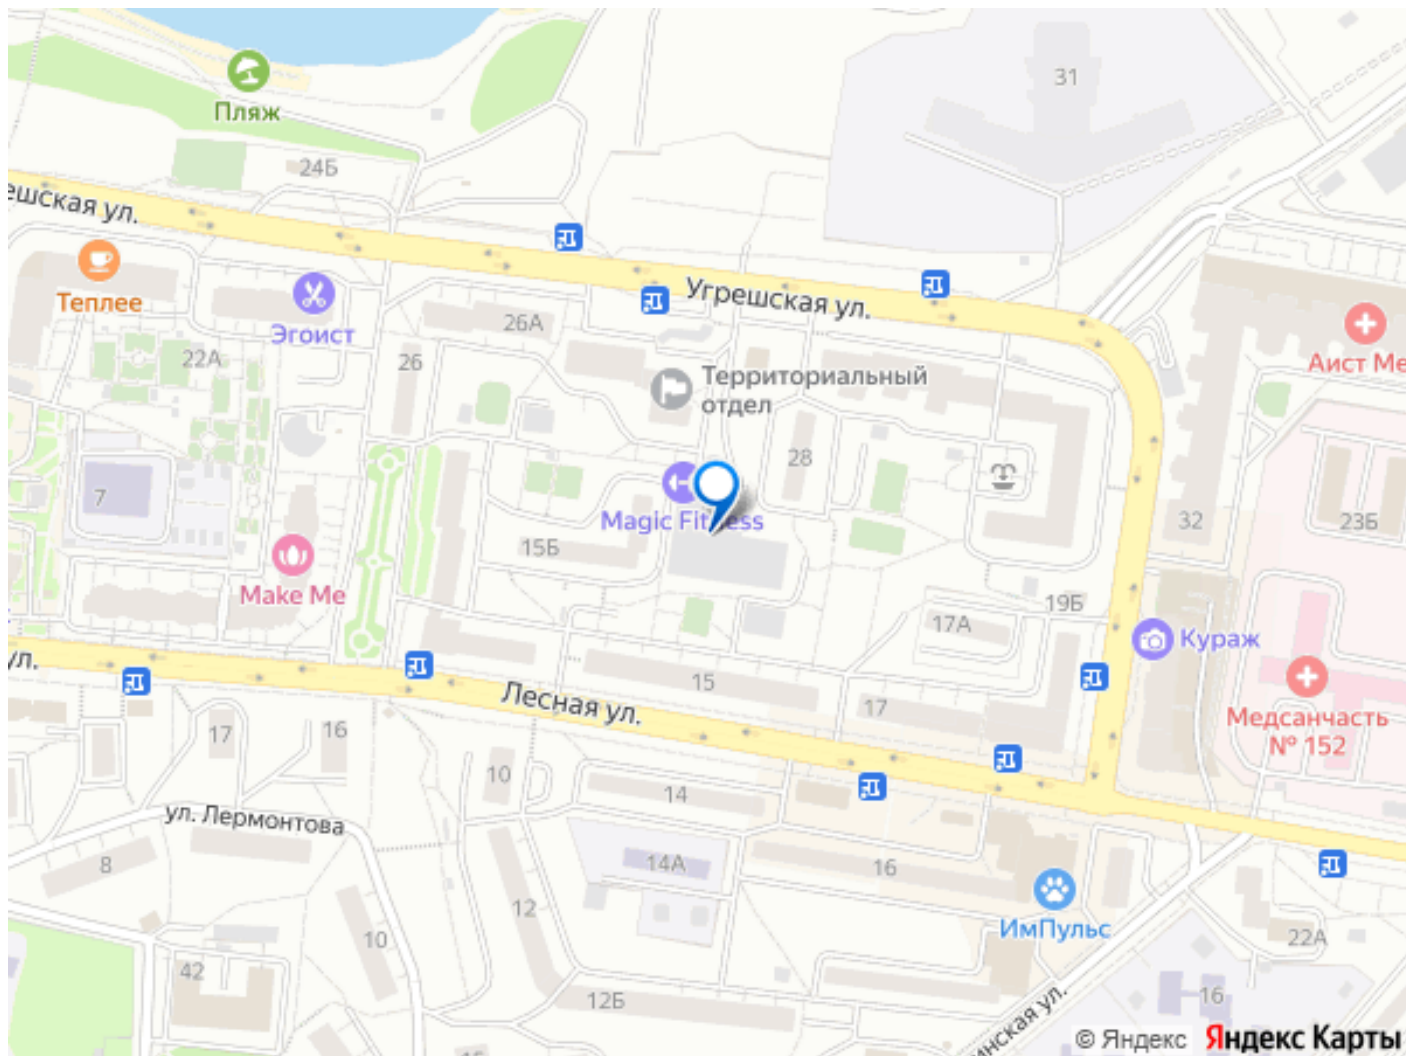 31
Пляж
24Б
ешская ул.
Угрешская ул.
Теплее
Эгоист
26А
22А
26
Аист Ме
Территориальный
отдел
28
7
Magic Fitness
32
23Б
15Б
Make Me
19Б
17А
Кураж
ул.
Лесная ул.
15
17
Медсанчасть
№ 152
17
16
10
14
ул. Лермонтова
8
14А
16
12
ИмПульс
10
22А
42
12Б
16
инская ул.
© Яндекс
Яндекс Карты